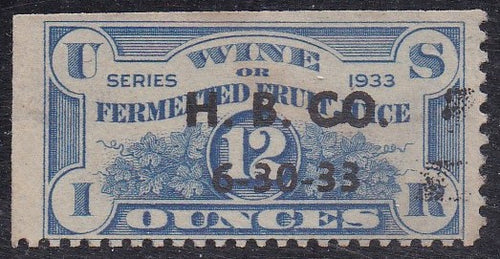 U S
WINE
OR
SERIES 1933
FERMENTED FRUIT JUICE
H. B. CO.
12
6-30-33
I R
OUNCES